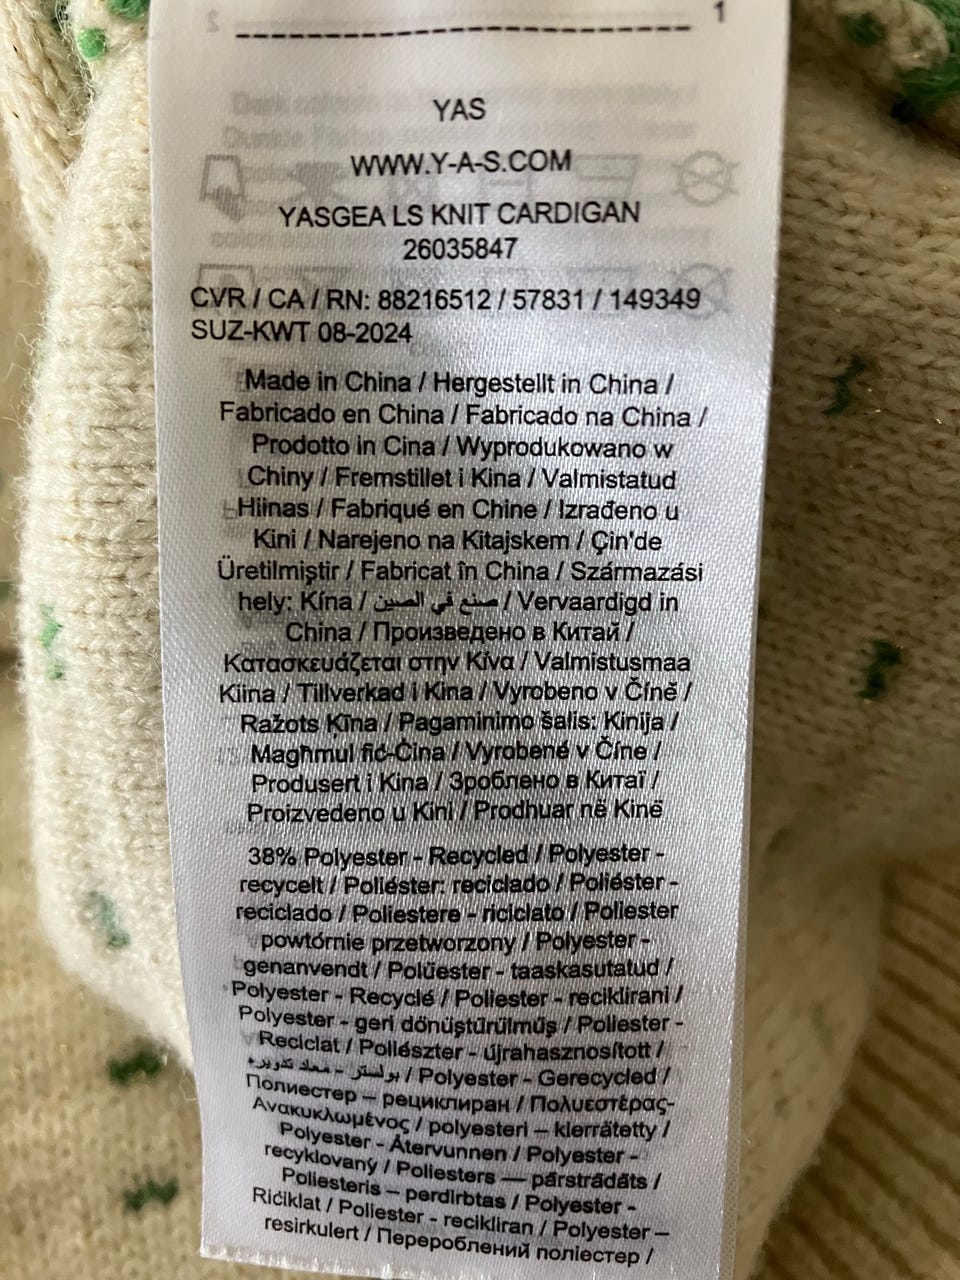 1
YAS
WWW.Y-A-S.COM
YASGEA LS KNIT CARDIGAN
26035847
CVR / CA / RN: 88216512 / 57831 / 149349
SUZ-KWT 08-2024
Made in China / Hergestellt in China /
Fabricado en China / Fabricado na China /
Prodotto in Cina / Wyprodukowano w
Chiny / Fremstillet i Kina / Valmistatud
Hiinas / Fabriqué en Chine / Izrađeno u
Kini / Narejeno na Kitajskem / Çin'de
Üretilmiştir / Fabricat în China / Származási
hely: Kína / صنع في الصين / Vervaardigd in
China / Произведено в Китай /
Κατασκευάζεται στην Κίνα / Valmistusmaa
Kiina / Tillverkad i Kina / Vyrobeno v Číně /
Ražots Ķīna / Pagaminimo šalis: Kinija /
Magħmul fiċ-Ċina / Vyrobené v Číne /
Produsert i Kina / Зроблено в Китаї /
Proizvedeno u Kini / Prodhuar në Kinë
38% Polyester - Recycled / Polyester -
recycelt / Poliéster: reciclado / Poliéster -
reciclado / Poliestere - riciclato / Poliester
powtórnie przetworzony / Polyester -
genanvendt / Polüester - taaskasutatud /
Polyester - Recyclé / Poliester - reciklirani /
Polyester - geri dönüştürülmüş / Poliester -
Reciclat / Poliészter - újrahasznosított /
بولستر - معاد تدويره / Polyester - Gerecycled /
Полиестер – рециклиран / Πολυεστέρας-
Ανακυκλωμένος / polyesteri – kierrätetty /
Polyester - Återvunnen / Polyester -
recyklovaný / Poliesters — pārstrādāts /
Poliesteris – perdirbtas / Polyester -
Riċiklat / Poliester - recikliran / Polyester –
resirkulert / Перероблений поліестер /